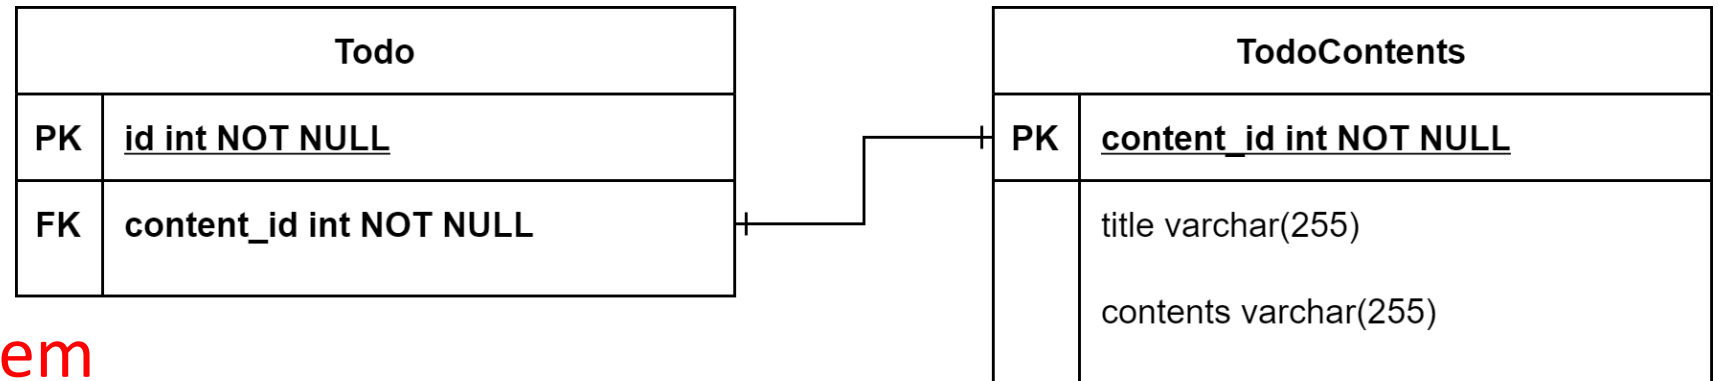 Todo
PK id int NOT NULL
FK content_id int NOT NULL
TodoContents
PK content_id int NOT NULL
title varchar(255)
contents varchar(255)
em